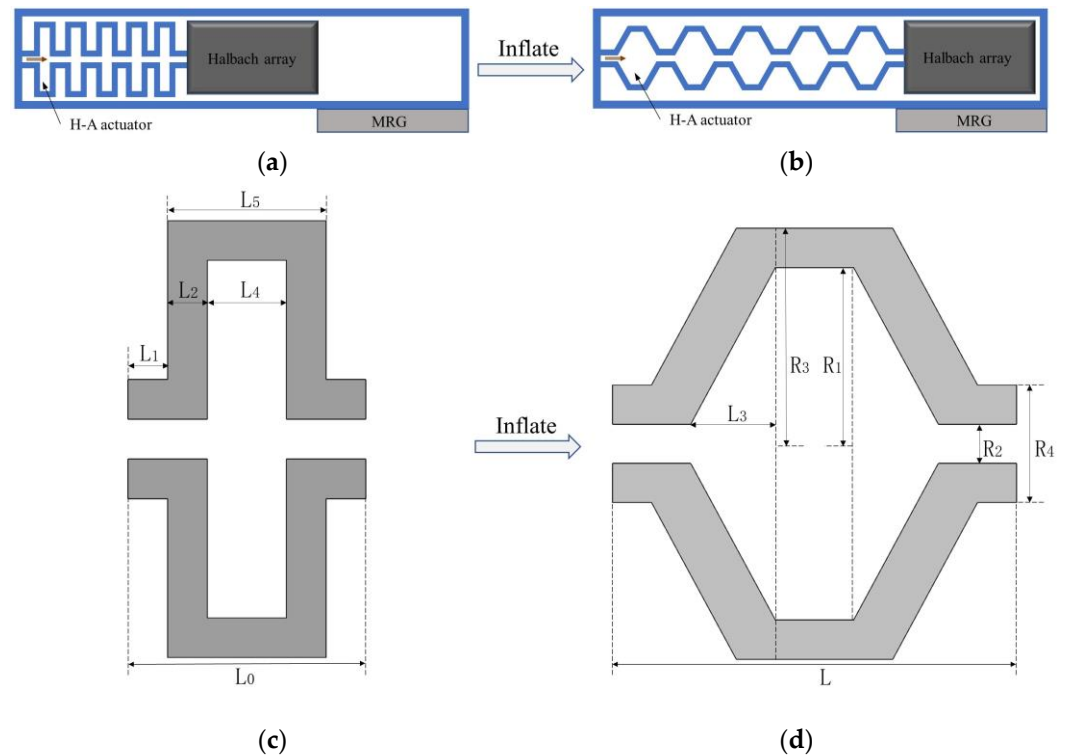 (a)
Halbach array
H-A actuator
MRG
Inflate
(b)
Halbach array
H-A actuator
MRG
L5
L2
L4
L1
L0
(c)
Inflate
R3
R1
L3
R2
R4
L
(d)